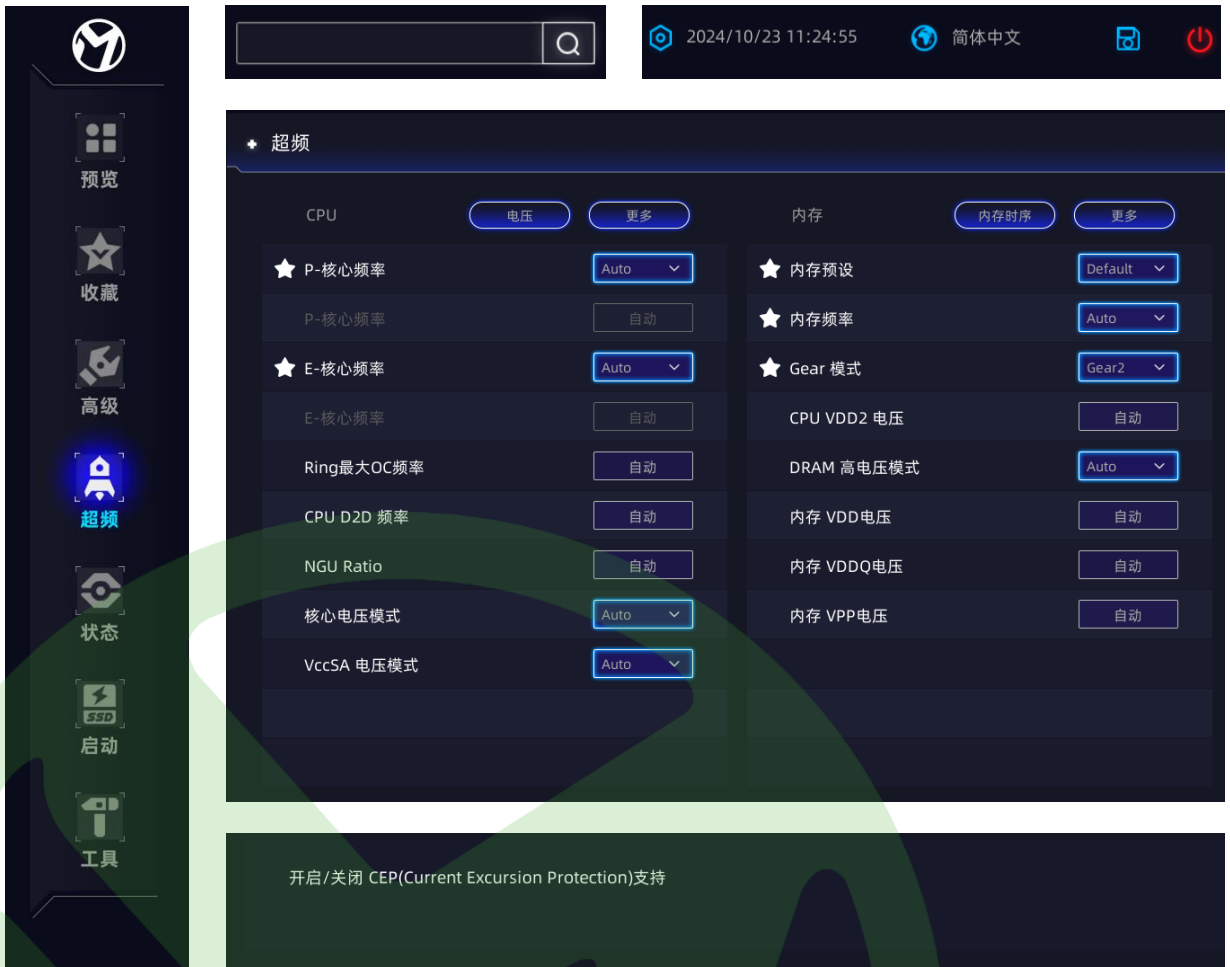 2024/10/23 11:24:55 简体中文
预览
收藏
高级
超频
状态
SSD
启动
工具
超频
CPU 电压 更多
P-核心频率 Auto
P-核心频率 自动
E-核心频率 Auto
E-核心频率 自动
Ring最大OC频率 自动
CPU D2D 频率 自动
NGU Ratio 自动
核心电压模式 Auto
VccSA 电压模式 Auto
内存 内存时序 更多
内存预设 Default
内存频率 Auto
Gear 模式 Gear2
CPU VDD2 电压 自动
DRAM 高电压模式 Auto
内存 VDD电压 自动
内存 VDDQ电压 自动
内存 VPP电压 自动
开启/关闭 CEP(Current Excursion Protection)支持